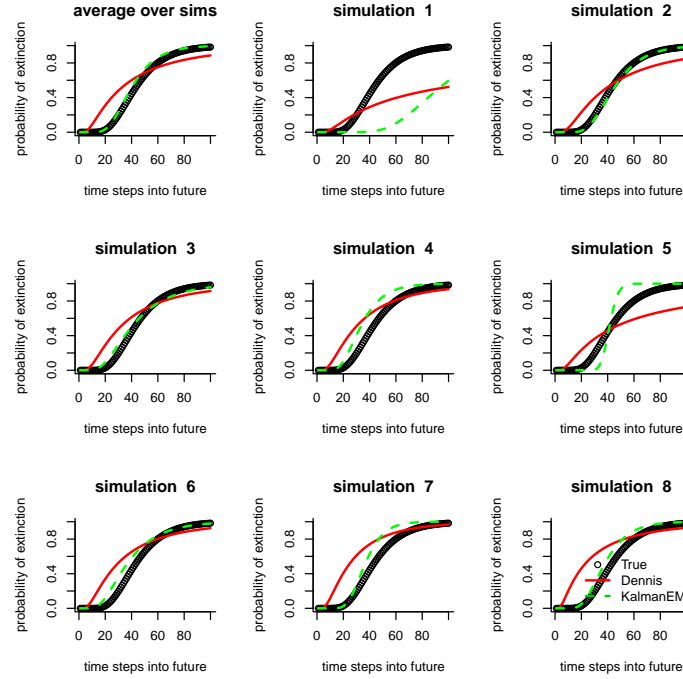 average over sims
simulation 1
simulation 2
probability of extinction
0.0 0.4 0.8
probability of extinction
0.0 0.4 0.8
probability of extinction
0.0 0.4 0.8
0 20 40 60 80
0 20 40 60 80
0 20 40 60 80
time steps into future
time steps into future
time steps into future
simulation 3
simulation 4
simulation 5
probability of extinction
0.0 0.4 0.8
probability of extinction
0.0 0.4 0.8
probability of extinction
0.0 0.4 0.8
0 20 40 60 80
0 20 40 60 80
0 20 40 60 80
time steps into future
time steps into future
time steps into future
simulation 6
simulation 7
simulation 8
probability of extinction
0.0 0.4 0.8
probability of extinction
0.0 0.4 0.8
probability of extinction
0.0 0.4 0.8
True
Dennis
KalmanEM
0 20 40 60 80
0 20 40 60 80
0 20 40 60 80
time steps into future
time steps into future
time steps into future